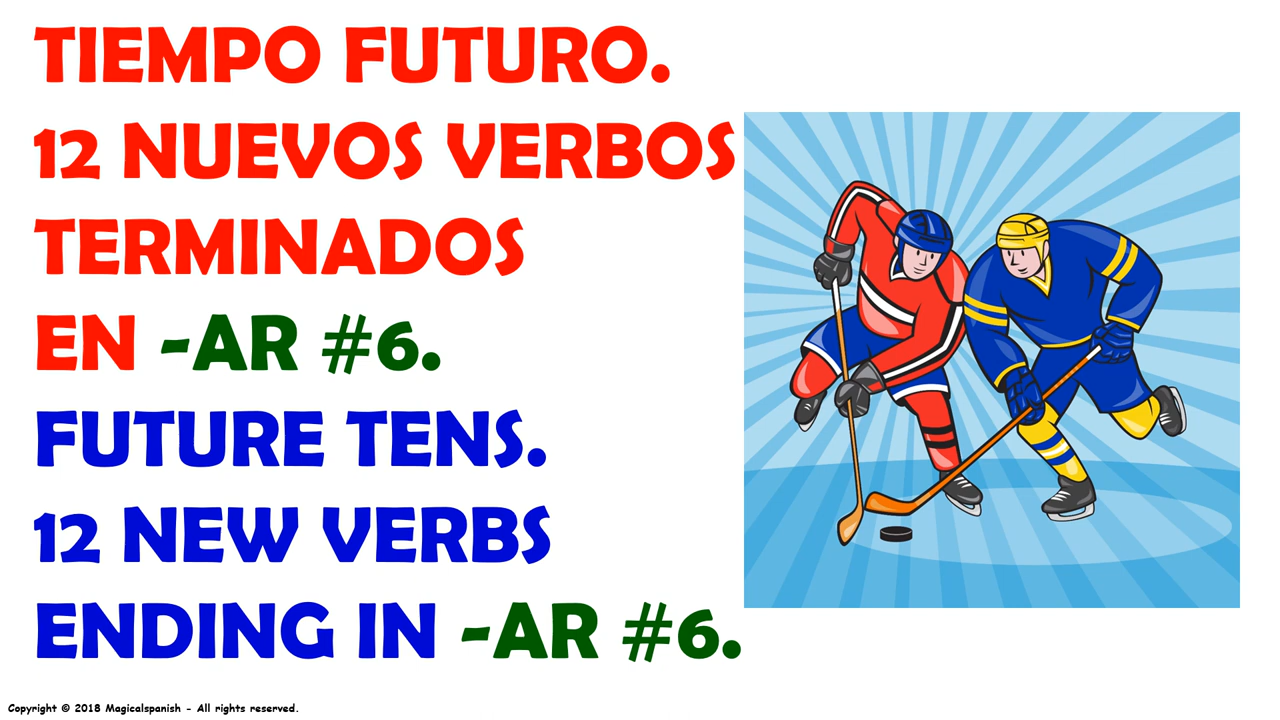 TIEMPO FUTURO.
12 NUEVOS VERBOS
TERMINADOS
EN -AR #6.
FUTURE TENS.
12 NEW VERBS
ENDING IN -AR #6.
Copyright © 2018 Magicalspanish - All rights reserved.